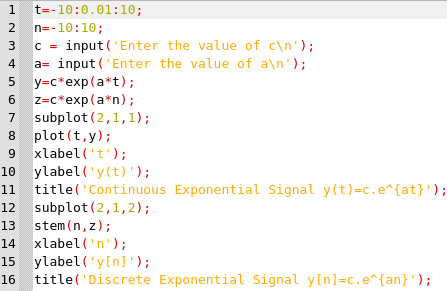 1 t=-10:0.01:10;
2 n=-10:10;
3 c = input('Enter the value of c\n');
4 a= input('Enter the value of a\n');
5 y=c*exp(a*t);
6 z=c*exp(a*n);
7 subplot(2,1,1);
8 plot(t,y);
9 xlabel('t');
10 ylabel('y(t)');
11 title('Continuous Exponential Signal y(t)=c.e^{at}');
12 subplot(2,1,2);
13 stem(n,z);
14 xlabel('n');
15 ylabel('y[n]');
16 title('Discrete Exponential Signal y[n]=c.e^{an}');